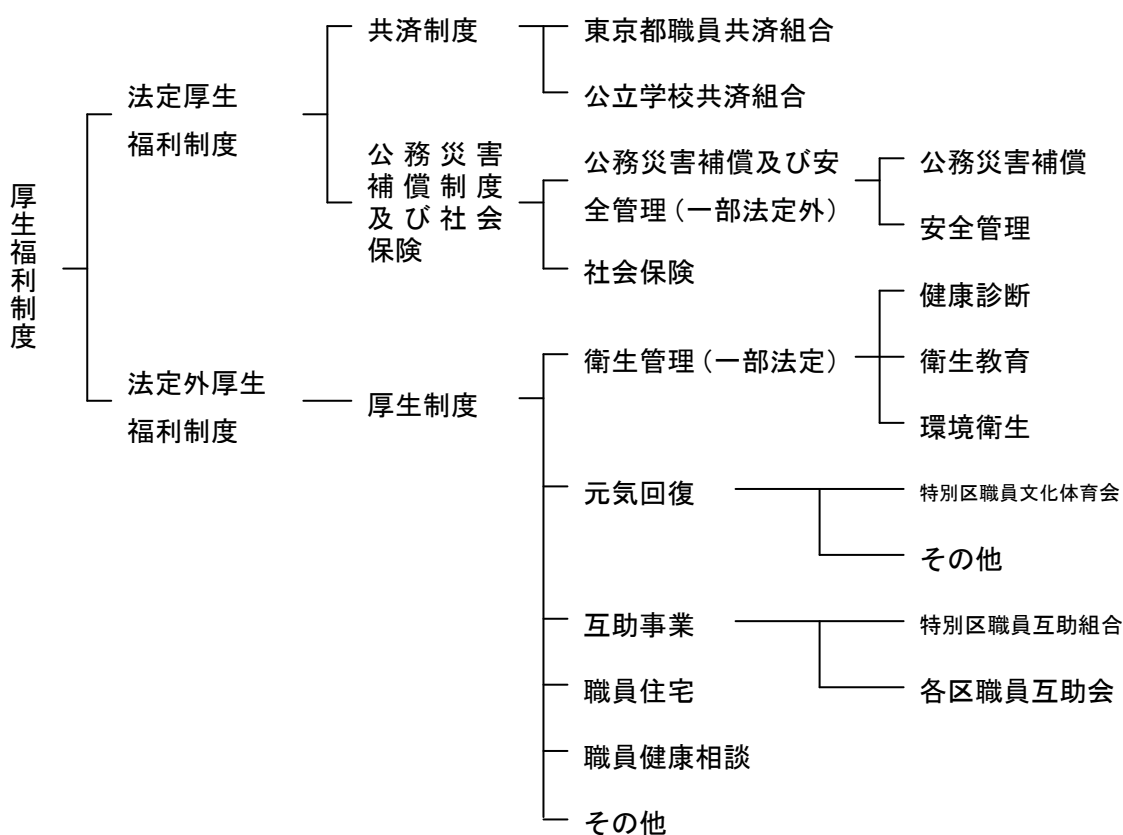 厚生福利制度
法定厚生
福利制度
共済制度
東京都職員共済組合
公立学校共済組合
公務災害
補償制度
及び社会
保険
公務災害補償及び安
全管理（一部法定外）
公務災害補償
安全管理
社会保険
法定外厚生
福利制度
厚生制度
衛生管理（一部法定）
健康診断
衛生教育
環境衛生
元気回復
特別区職員文化体育会
その他
互助事業
特別区職員互助組合
各区職員互助会
職員住宅
職員健康相談
その他